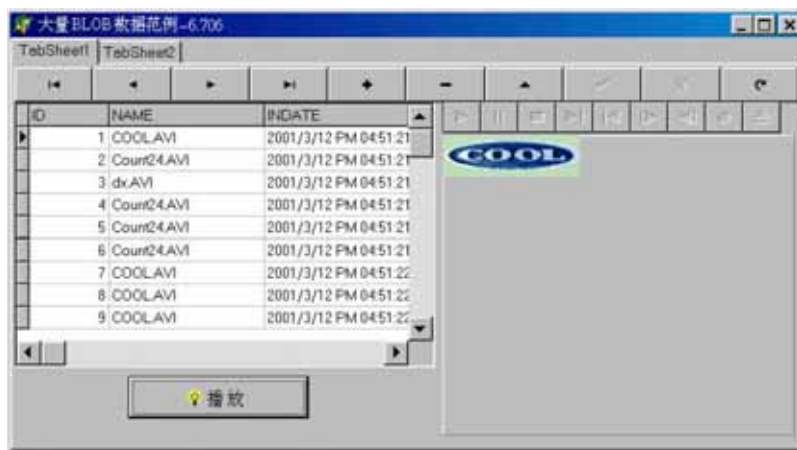 大量BLOB数据范例-6.706
TabSheet1 TabSheet2
ID NAME INDATE
1 COOL.AVI 2001/3/12 PM 04:51:21
2 Count24.AVI 2001/3/12 PM 04:51:21
3 dx.AVI 2001/3/12 PM 04:51:21
4 Count24.AVI 2001/3/12 PM 04:51:21
5 Count24.AVI 2001/3/12 PM 04:51:21
6 Count24.AVI 2001/3/12 PM 04:51:21
7 COOL.AVI 2001/3/12 PM 04:51:22
8 COOL.AVI 2001/3/12 PM 04:51:22
9 COOL.AVI 2001/3/12 PM 04:51:22
COOL
播放